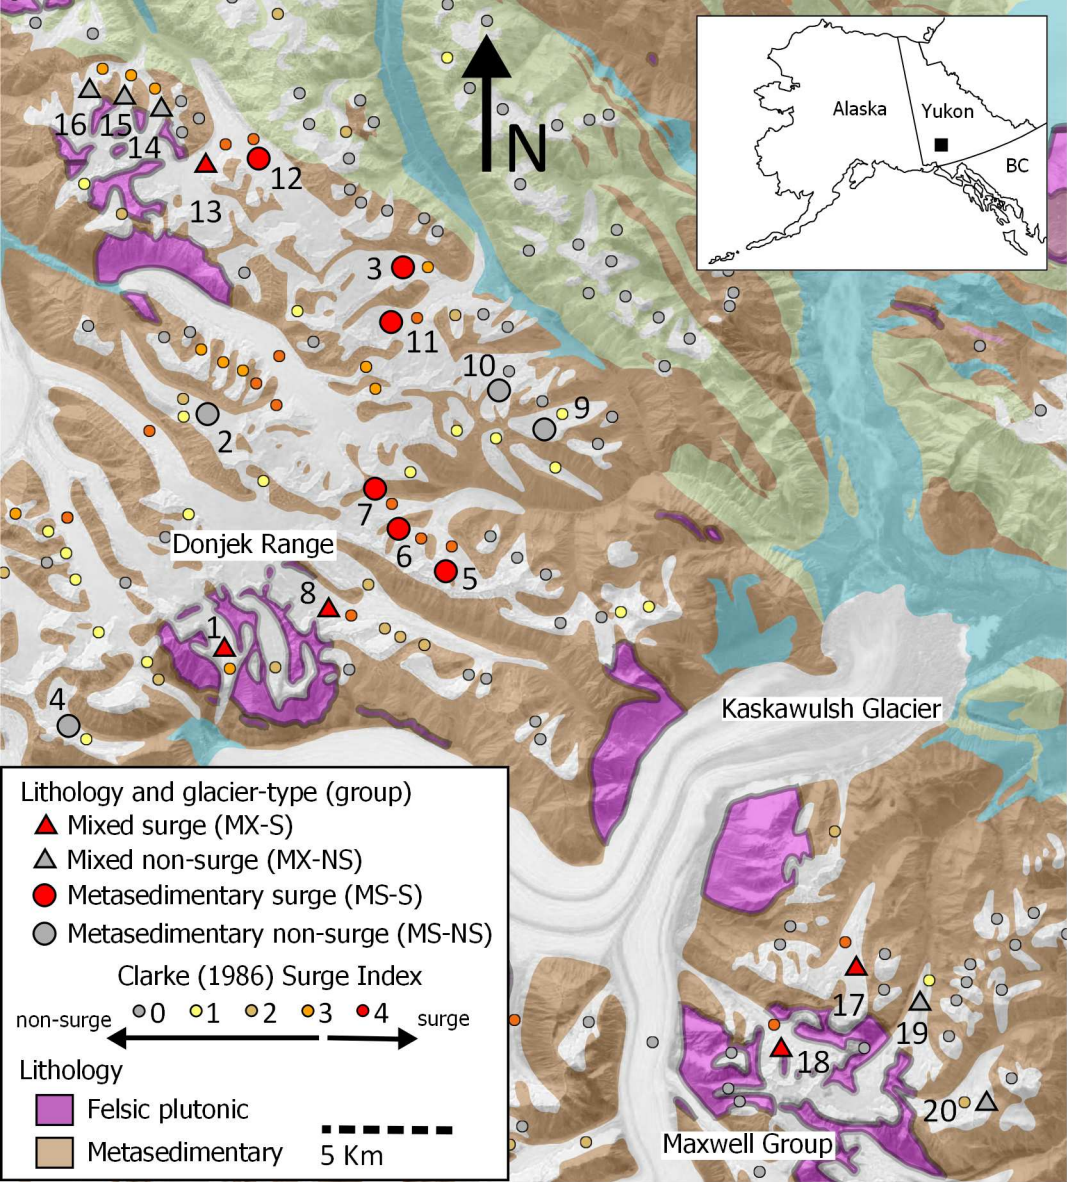 Alaska
Yukon
BC
N
16
15
14
13
12
3
11
10
9
2
7
6
5
Donjek Range
8
1
4
Kaskawulsh Glacier
Lithology and glacier-type (group)
Mixed surge (MX-S)
Mixed non-surge (MX-NS)
Metasedimentary surge (MS-S)
Metasedimentary non-surge (MS-NS)
Clarke (1986) Surge Index
non-surge 0 1 2 3 4 surge
Lithology
Felsic plutonic
Metasedimentary
5 Km
17
19
18
20
Maxwell Group